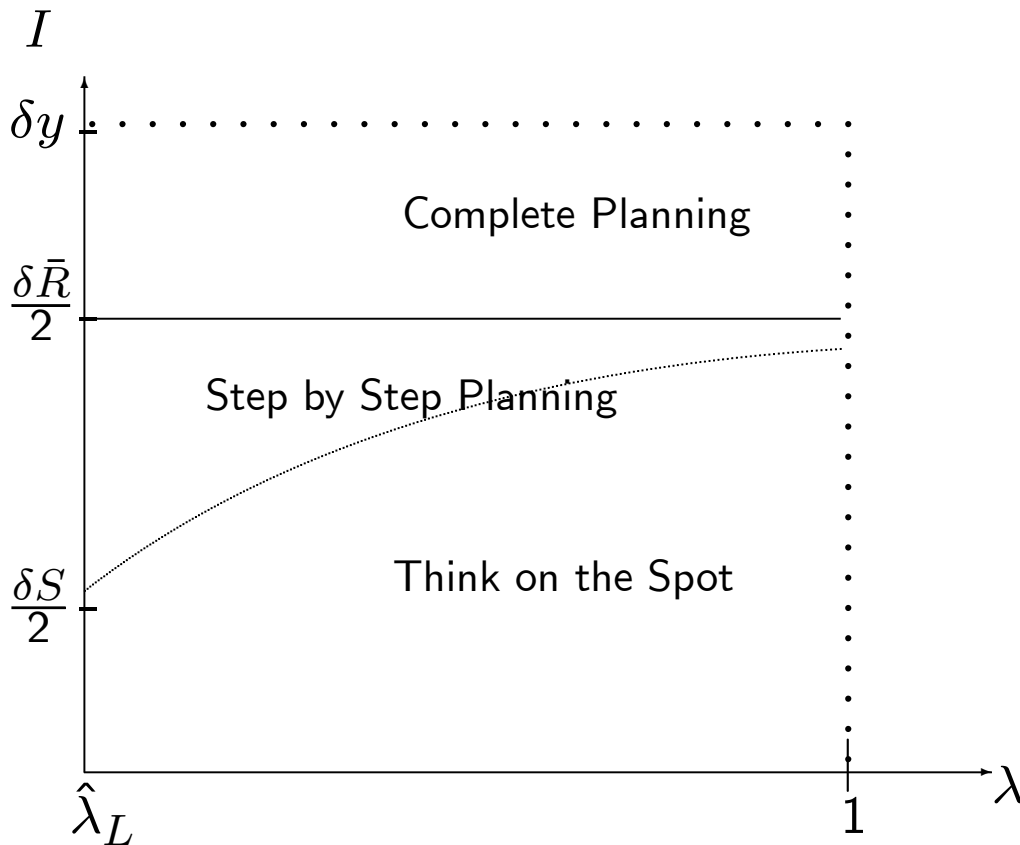 I
δy
Complete Planning
δR̄
2
Step by Step Planning
Think on the Spot
δS
2
λ
λ̂_L
1